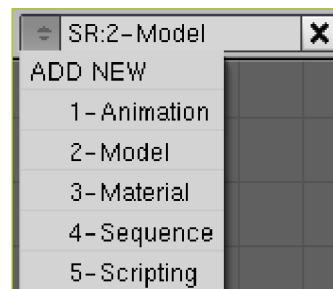 SR:2-Model
ADD NEW
1-Animation
2-Model
3-Material
4-Sequence
5-Scripting